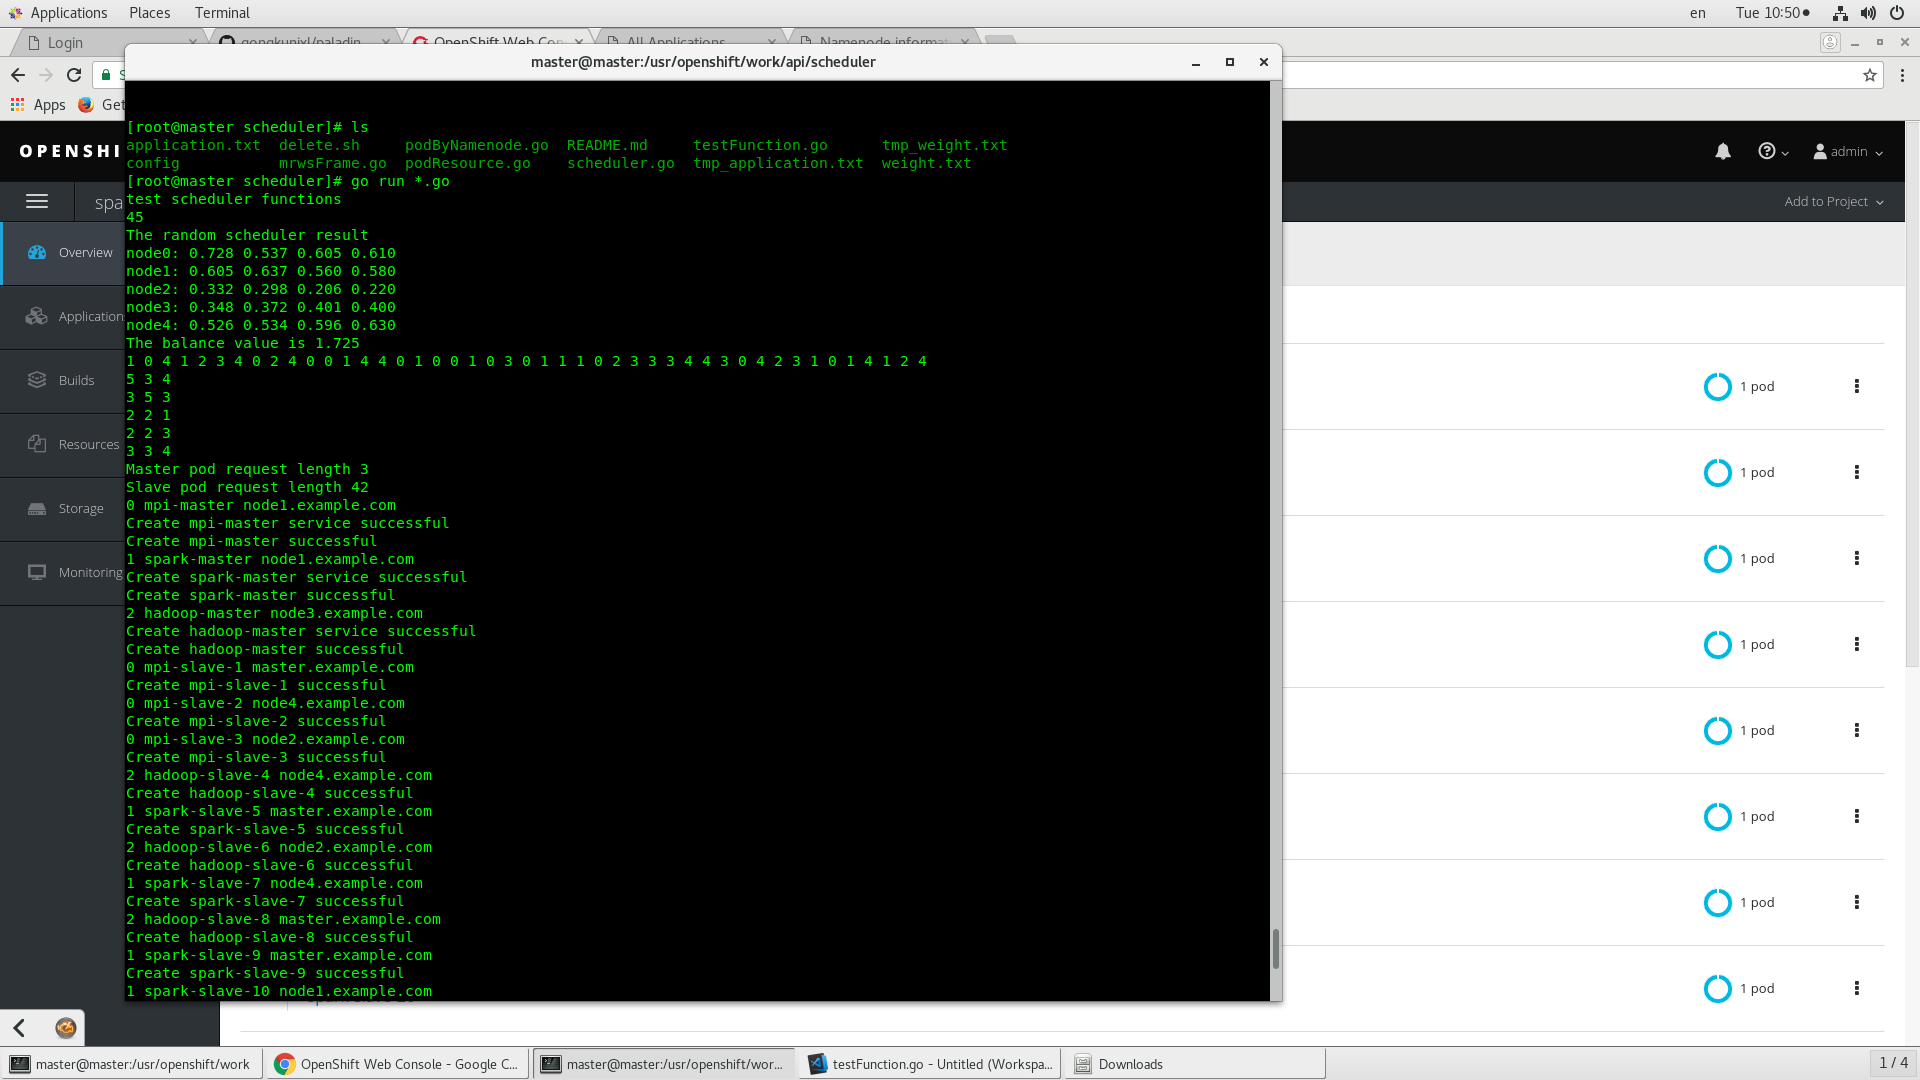 Applications Places Terminal en Tue 10:50
Login gongkunixl/paladin OpenShift Web Con All Applications Namenode informat
master@master:/usr/openshift/work/api/scheduler
S
Apps Get
OPENSHI admin
spa Add to Project
Overview
Applications
Builds
Resources
Storage
Monitoring
[root@master scheduler]# ls
application.txt delete.sh podByNamenode.go README.md testFunction.go tmp_weight.txt
config mrwsFrame.go podResource.go scheduler.go tmp_application.txt weight.txt
[root@master scheduler]# go run *.go
test scheduler functions
45
The random scheduler result
node0: 0.728 0.537 0.605 0.610
node1: 0.605 0.637 0.560 0.580
node2: 0.332 0.298 0.206 0.220
node3: 0.348 0.372 0.401 0.400
node4: 0.526 0.534 0.596 0.630
The balance value is 1.725
1 0 4 1 2 3 4 0 2 4 0 0 1 4 4 0 1 0 0 1 0 3 0 1 1 1 0 2 3 3 3 4 4 3 0 4 2 3 1 0 1 4 1 2 4
5 3 4
3 5 3
2 2 1
2 2 3
3 3 4
Master pod request length 3
Slave pod request length 42
0 mpi-master node1.example.com
Create mpi-master service successful
Create mpi-master successful
1 spark-master node1.example.com
Create spark-master service successful
Create spark-master successful
2 hadoop-master node3.example.com
Create hadoop-master service successful
Create hadoop-master successful
0 mpi-slave-1 master.example.com
Create mpi-slave-1 successful
0 mpi-slave-2 node4.example.com
Create mpi-slave-2 successful
0 mpi-slave-3 node2.example.com
Create mpi-slave-3 successful
2 hadoop-slave-4 node4.example.com
Create hadoop-slave-4 successful
1 spark-slave-5 master.example.com
Create spark-slave-5 successful
2 hadoop-slave-6 node2.example.com
Create hadoop-slave-6 successful
1 spark-slave-7 node4.example.com
Create spark-slave-7 successful
2 hadoop-slave-8 master.example.com
Create hadoop-slave-8 successful
1 spark-slave-9 master.example.com
Create spark-slave-9 successful
1 spark-slave-10 node1.example.com
1 pod
1 pod
1 pod
1 pod
1 pod
1 pod
1 pod
1 pod
master@master:/usr/openshift/work OpenShift Web Console - Google C... master@master:/usr/openshift/wor... testFunction.go - Untitled (Workspa... Downloads 1 / 4